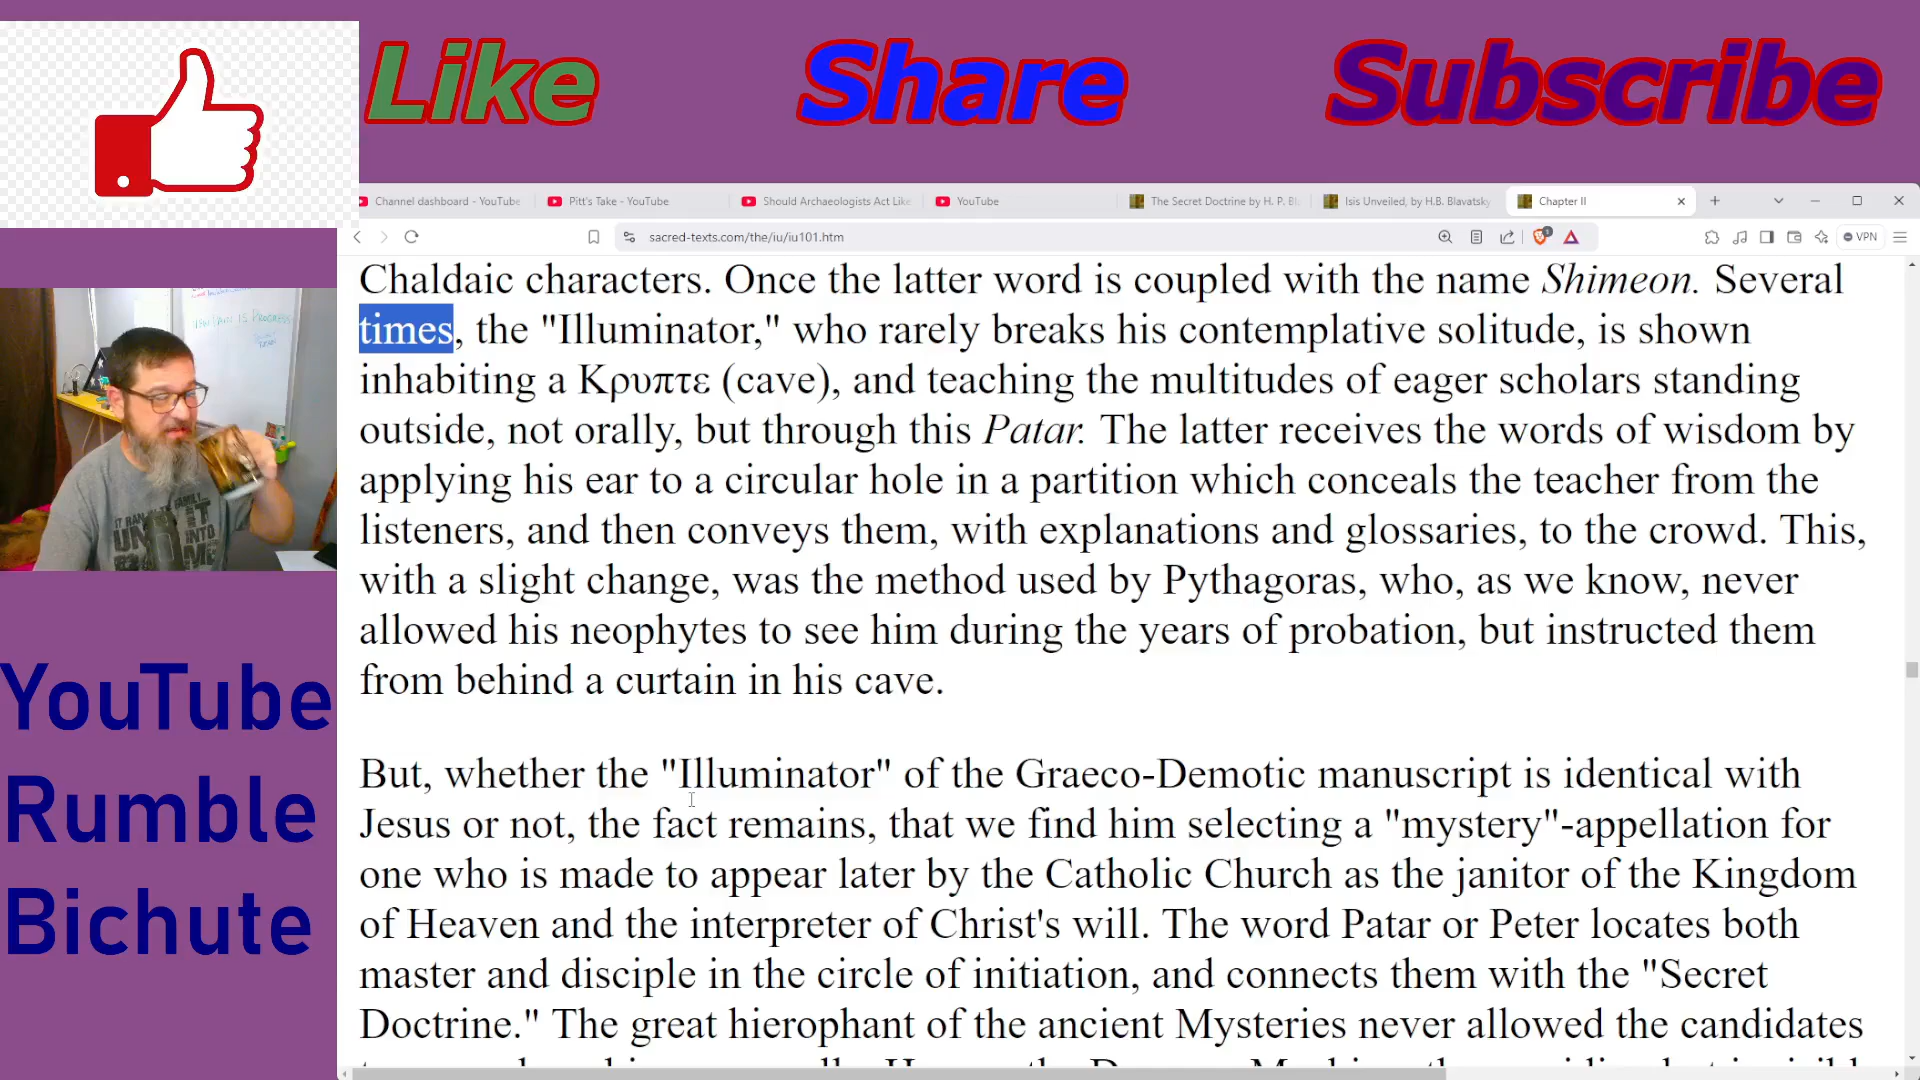 Like Share Subscribe
Channel dashboard - YouTube
Pitt's Take - YouTube
Should Archaeologists Act Like
YouTube
The Secret Doctrine by H. P. Bl
Isis Unveiled, by H.B. Blavatsky
Chapter II
sacred-texts.com/the/iu/iu101.htm
VPN
Chaldaic characters. Once the latter word is coupled with the name Shimeon. Several
times, the "Illuminator," who rarely breaks his contemplative solitude, is shown
inhabiting a Κρυπτε (cave), and teaching the multitudes of eager scholars standing
outside, not orally, but through this Patar. The latter receives the words of wisdom by
applying his ear to a circular hole in a partition which conceals the teacher from the
listeners, and then conveys them, with explanations and glossaries, to the crowd. This,
with a slight change, was the method used by Pythagoras, who, as we know, never
allowed his neophytes to see him during the years of probation, but instructed them
from behind a curtain in his cave.
But, whether the "Illuminator" of the Graeco-Demotic manuscript is identical with
Jesus or not, the fact remains, that we find him selecting a "mystery"-appellation for
one who is made to appear later by the Catholic Church as the janitor of the Kingdom
of Heaven and the interpreter of Christ's will. The word Patar or Peter locates both
master and disciple in the circle of initiation, and connects them with the "Secret
Doctrine." The great hierophant of the ancient Mysteries never allowed the candidates
YouTube
Rumble
Bichute